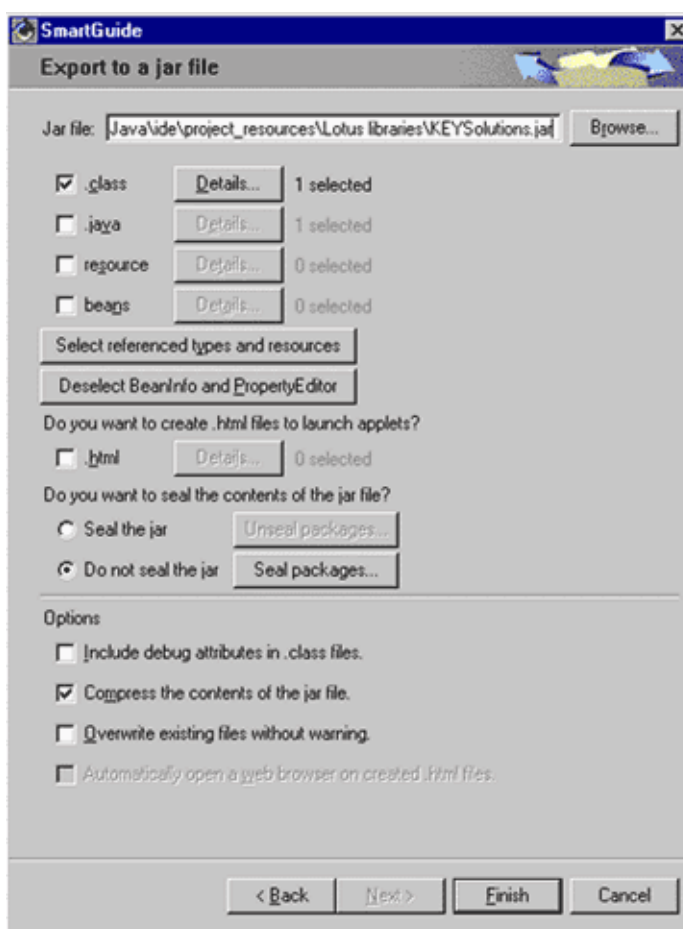 SmartGuide
Export to a jar file
Jar file: Java\ide\project_resources\Lotus libraries\KEYSolutions.jar Browse...
.class Details... 1 selected
.java Details... 1 selected
resource Details... 0 selected
beans Details... 0 selected
Select referenced types and resources
Deselect BeanInfo and PropertyEditor
Do you want to create .html files to launch applets?
.html Details... 0 selected
Do you want to seal the contents of the jar file?
Seal the jar Unseal packages...
Do not seal the jar Seal packages...
Options
Include debug attributes in .class files.
Compress the contents of the jar file.
Overwrite existing files without warning.
Automatically open a web browser on created .html files.
< Back Next > Finish Cancel